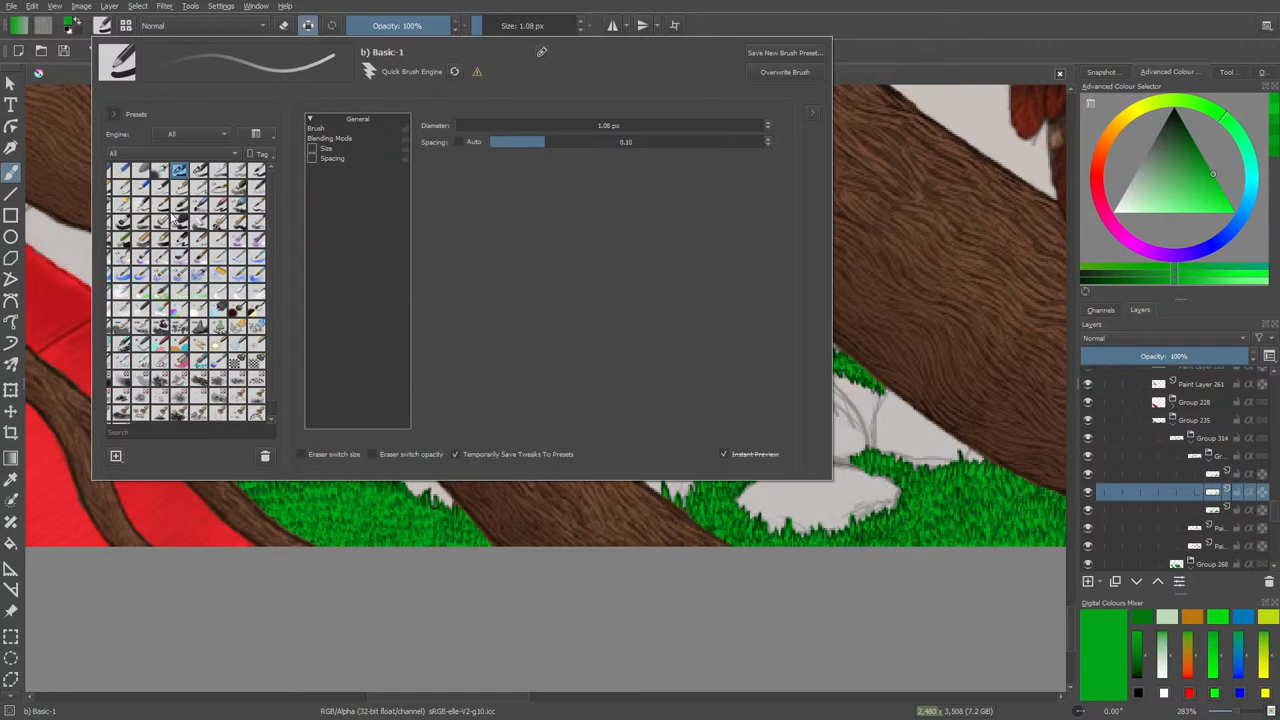 File Edit View Image Layer Select Filter Tools Settings Window Help
Normal Opacity: 100% Size: 1.08 px
b) Basic-1
Quick Brush Engine
Save New Brush Preset...
Overwrite Brush
Presets
Engine: All
All Tag
Search
General
Brush
Blending Mode
Size
Spacing
Diameter: 1.08 px
Spacing: Auto 0.10
Eraser switch size Eraser switch opacity Temporarily Save Tweaks To Presets Instant Preview
Snapshot ... Advanced Colour ... Tool ... O...
Advanced Colour Selector
Channels Layers
Layers
Normal
Opacity: 100%
Paint Layer 261
Group 228
Group 235
Group 314
Gr...
Pai...
Pai...
Group 268
Digital Colours Mixer
b) Basic-1 RGB/Alpha (32-bit float/channel) sRGB-elle-V2-g10.icc 2,480 x 3,508 (7.2 GB) 0.00° 283%